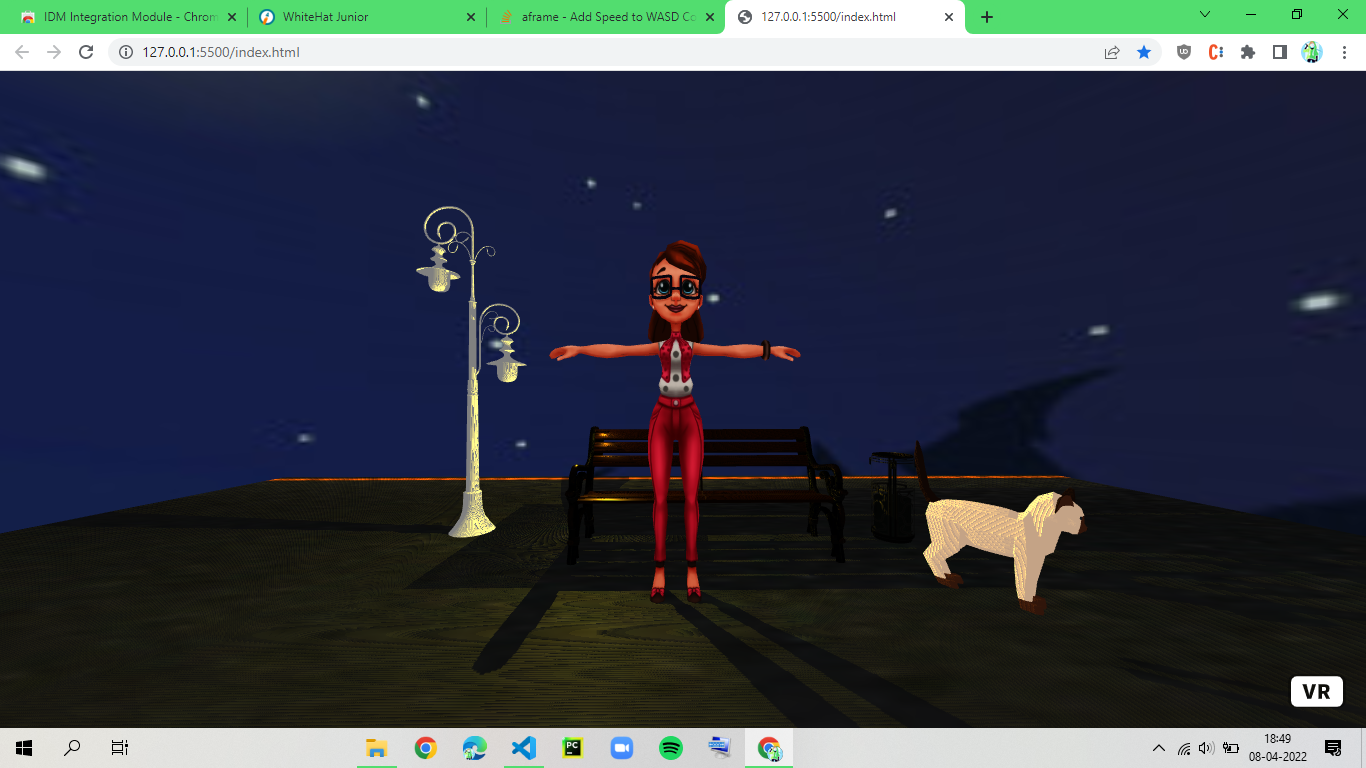 IDM Integration Module - Chrom
WhiteHat Junior
aframe - Add Speed to WASD Co
127.0.0.1:5500/index.html
127.0.0.1:5500/index.html
VR
PC
18:49
08-04-2022